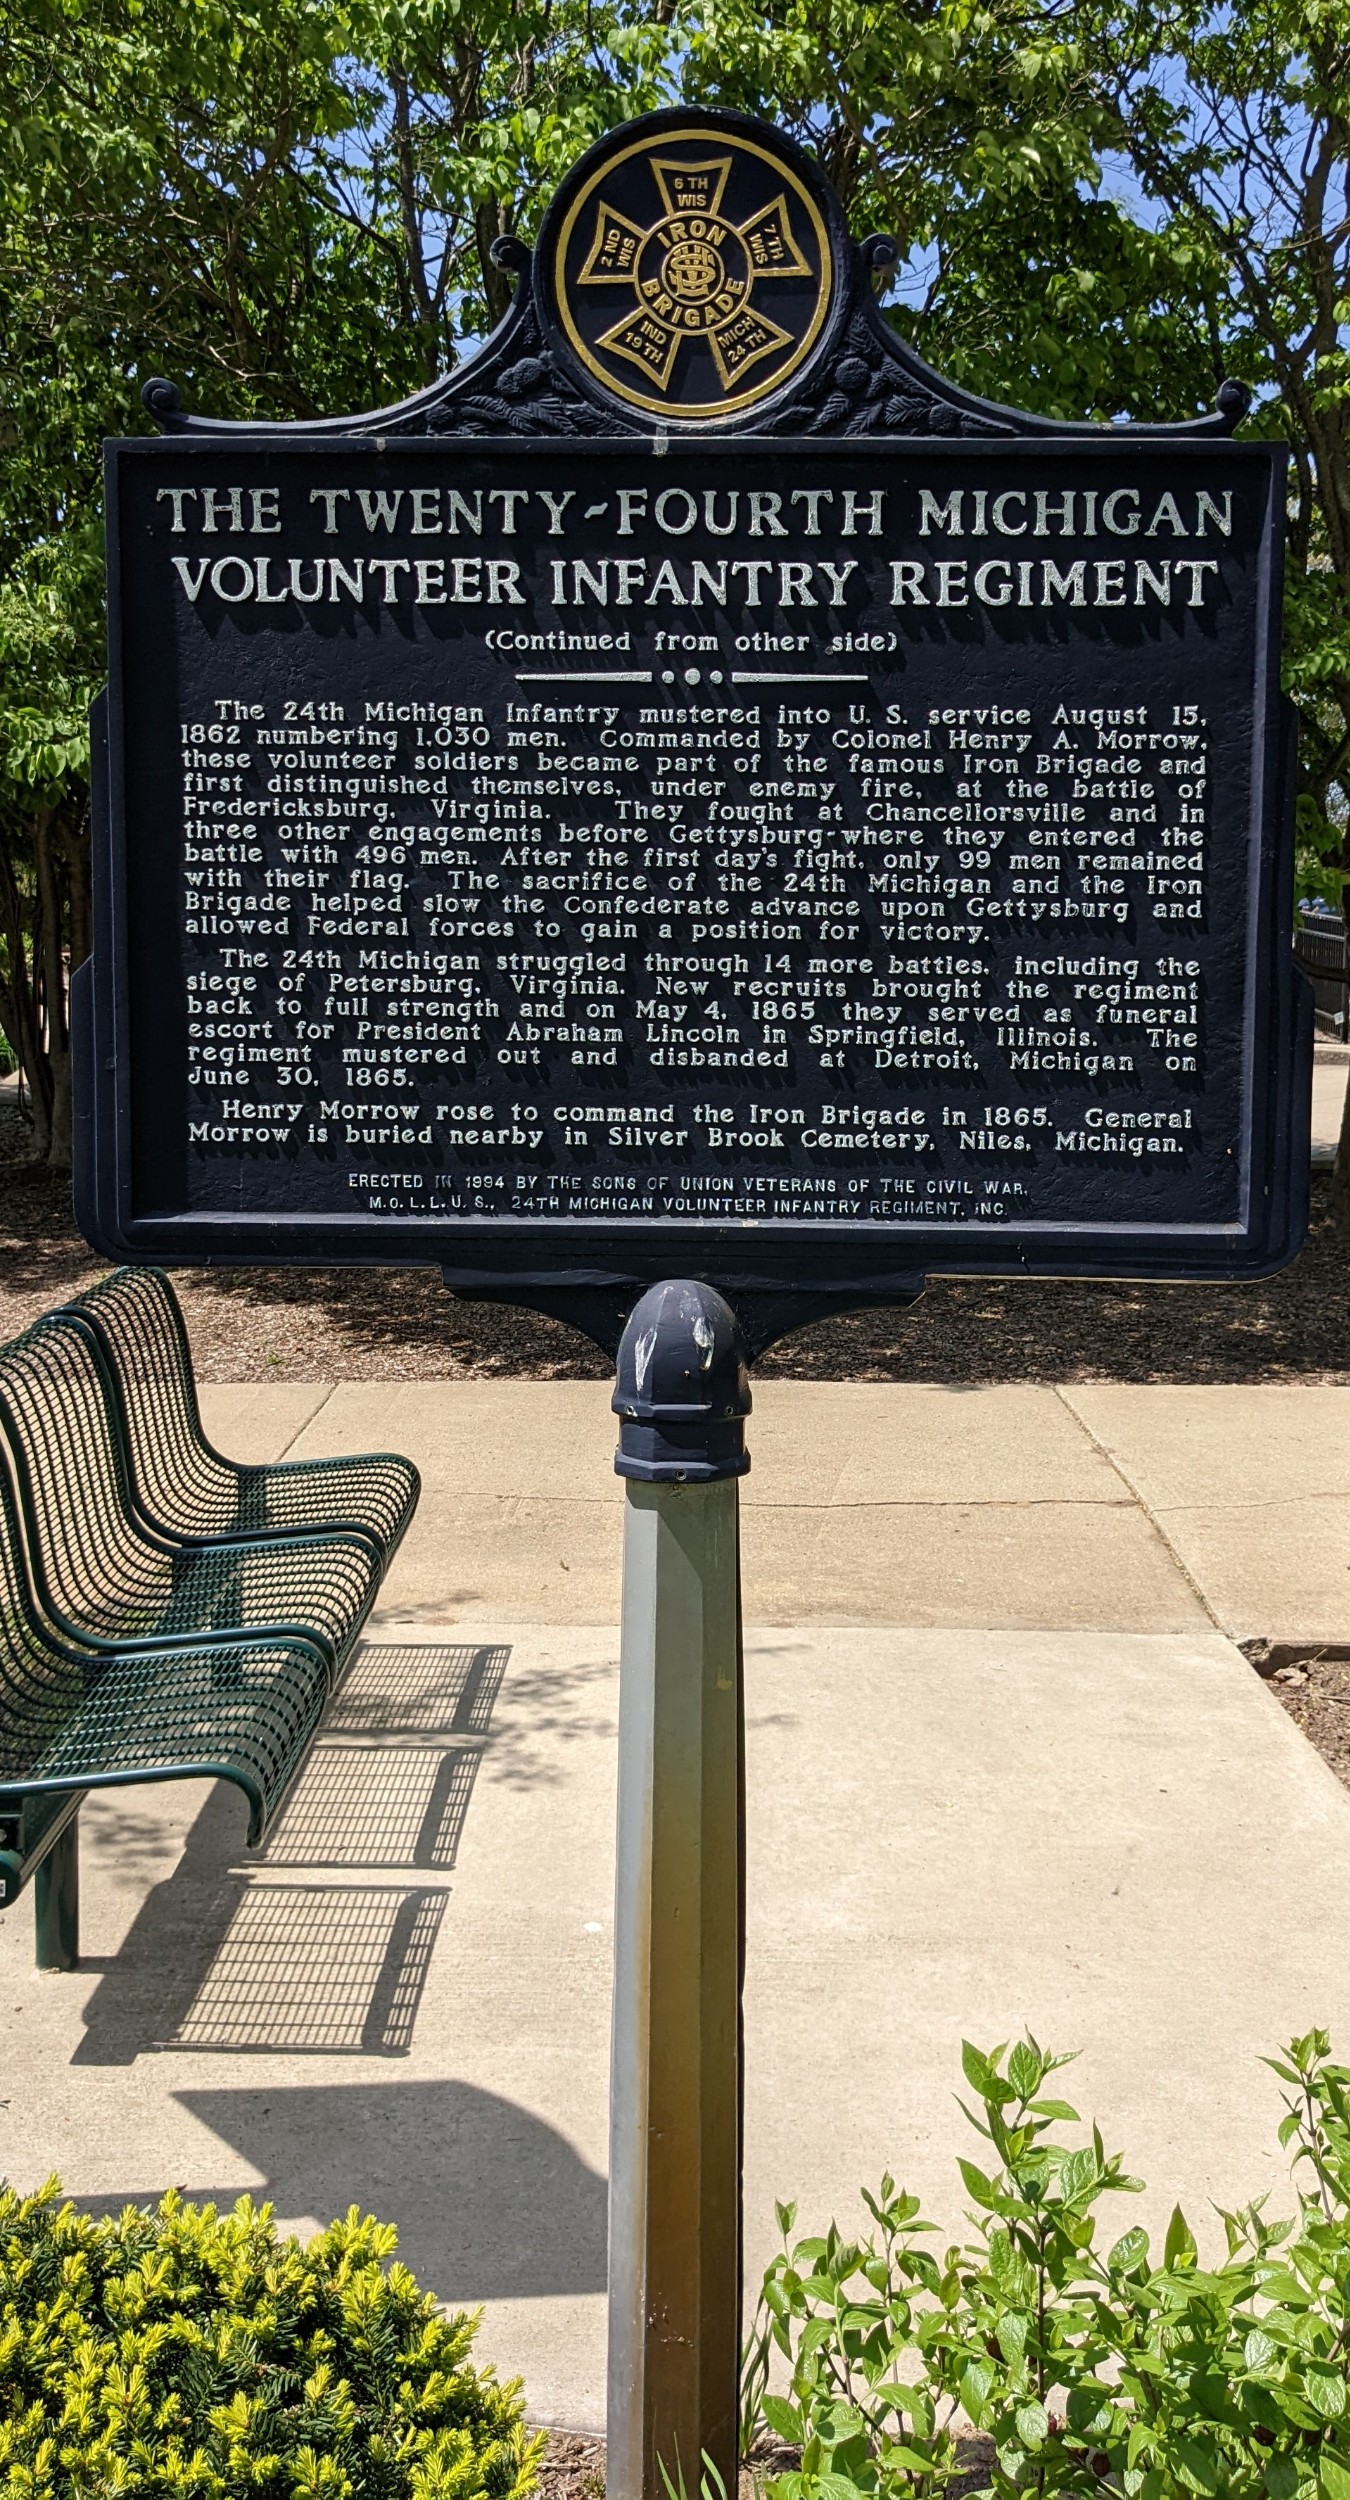 6 TH
WIS
2 ND
WIS
7 TH
WIS
IRON
BRIGADE
IND
19 TH
MICH
24 TH
THE TWENTY-FOURTH MICHIGAN
VOLUNTEER INFANTRY REGIMENT
(Continued from other side)
The 24th Michigan Infantry mustered into U. S. service August 15,
1862 numbering 1,030 men. Commanded by Colonel Henry A. Morrow,
these volunteer soldiers became part of the famous Iron Brigade and
first distinguished themselves, under enemy fire, at the battle of
Fredericksburg, Virginia. They fought at Chancellorsville and in
three other engagements before Gettysburg-where they entered the
battle with 496 men. After the first day's fight, only 99 men remained
with their flag. The sacrifice of the 24th Michigan and the Iron
Brigade helped slow the Confederate advance upon Gettysburg and
allowed Federal forces to gain a position for victory.
The 24th Michigan struggled through 14 more battles, including the
siege of Petersburg, Virginia. New recruits brought the regiment
back to full strength and on May 4, 1865 they served as funeral
escort for President Abraham Lincoln in Springfield, Illinois. The
regiment mustered out and disbanded at Detroit, Michigan on
June 30, 1865.
Henry Morrow rose to command the Iron Brigade in 1865. General
Morrow is buried nearby in Silver Brook Cemetery, Niles, Michigan.
ERECTED IN 1994 BY THE SONS OF UNION VETERANS OF THE CIVIL WAR,
M.O.L.L.U.S., 24TH MICHIGAN VOLUNTEER INFANTRY REGIMENT, INC.